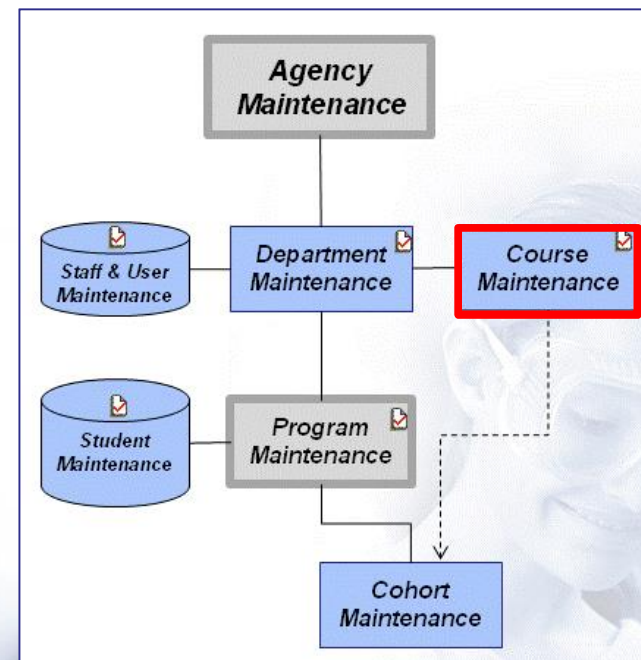 Agency
Maintenance
Staff & User
Maintenance
Department
Maintenance
Course
Maintenance
Student
Maintenance
Program
Maintenance
Cohort
Maintenance